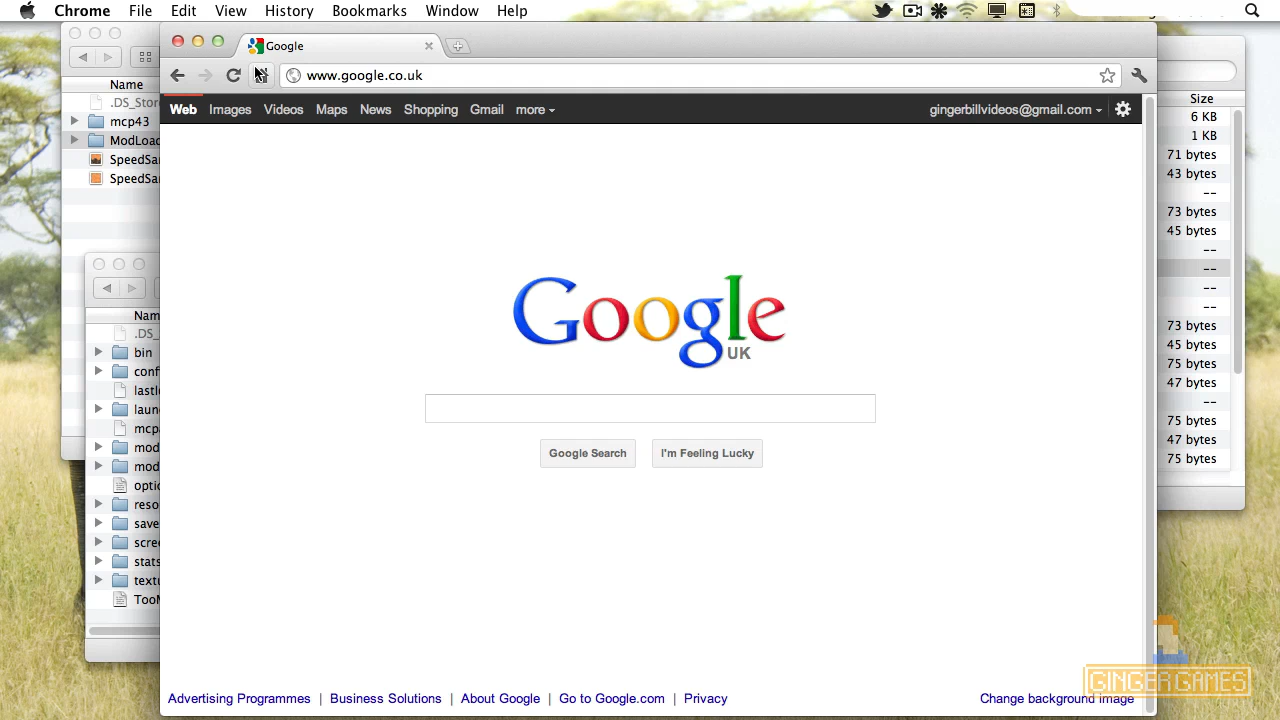 Chrome File Edit View History Bookmarks Window Help
Google
www.google.co.uk
Web Images Videos Maps News Shopping Gmail more
gingerbillvideos@gmail.com
Name
.DS_Stor
mcp43
ModLoa
SpeedSa
SpeedSa
Nam
.DS_
bin
conf
lastl
laun
mcp
mod
mod
optio
reso
save
scre
stats
textu
TooM
Size
6 KB
1 KB
71 bytes
43 bytes
--
73 bytes
45 bytes
--
--
--
--
73 bytes
45 bytes
75 bytes
47 bytes
--
75 bytes
47 bytes
75 bytes
Google
UK
Google Search I'm Feeling Lucky
Advertising Programmes | Business Solutions | About Google | Go to Google.com | Privacy
Change background image
GINGER GAMES